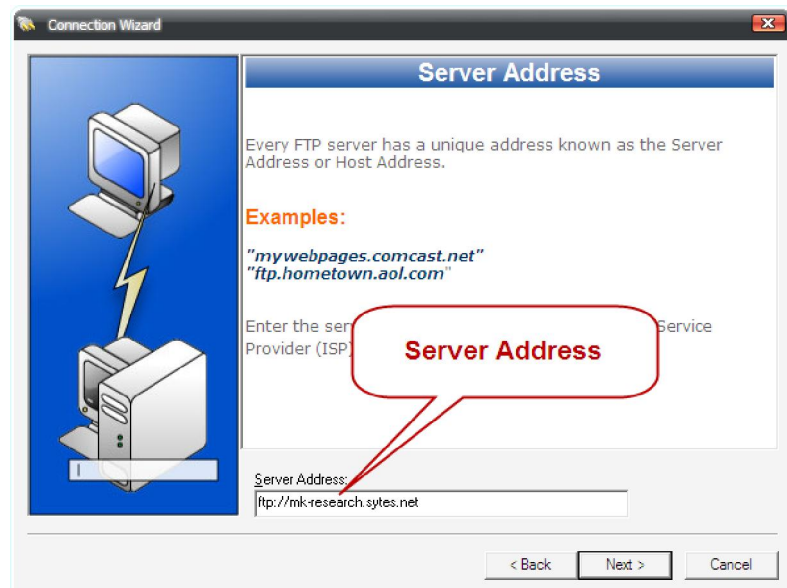 Connection Wizard
Server Address
Every FTP server has a unique address known as the Server
Address or Host Address.
Examples:
"mywebpages.comcast.net"
"ftp.hometown.aol.com"
Enter the ser Service
Provider (ISP)
Server Address
Server Address:
ftp://mk-research.sytes.net
< Back Next > Cancel